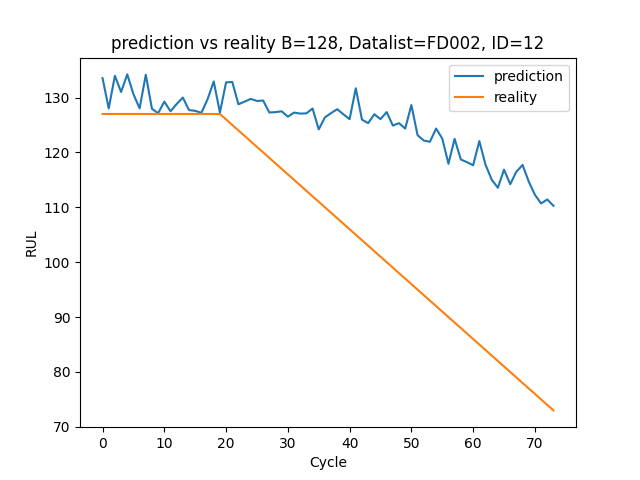 prediction vs reality B=128, Datalist=FD002, ID=12
prediction
reality
130
120
110
100
90
80
70
RUL
0 10 20 30 40 50 60 70
Cycle